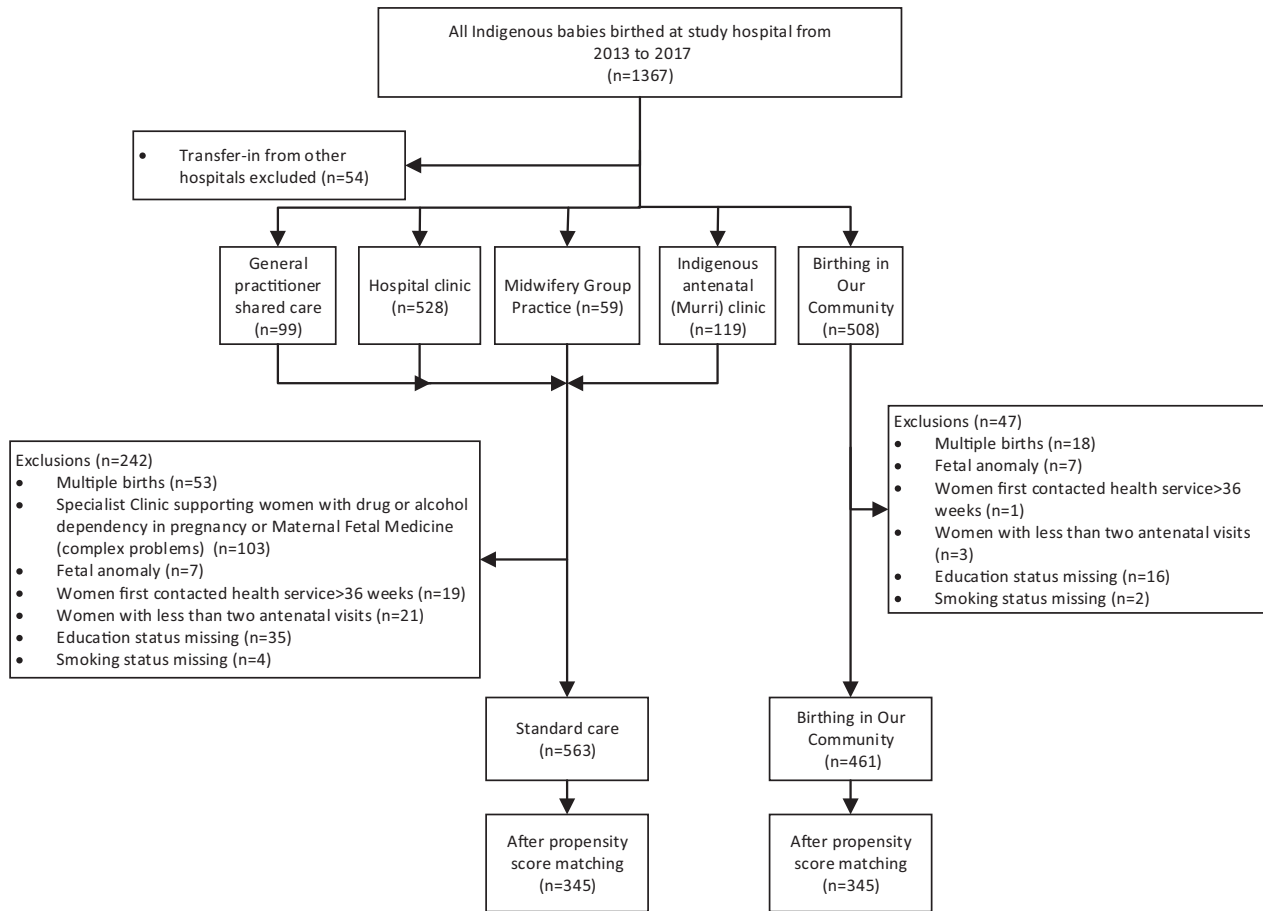 All Indigenous babies birthed at study hospital from
2013 to 2017
(n=1367)
• Transfer-in from other
hospitals excluded (n=54)
General
practitioner
shared care
(n=99)
Hospital clinic
(n=528)
Midwifery Group
Practice (n=59)
Indigenous
antenatal
(Murri) clinic
(n=119)
Birthing in
Our
Community
(n=508)
Exclusions (n=242)
• Multiple births (n=53)
• Specialist Clinic supporting women with drug or alcohol
dependency in pregnancy or Maternal Fetal Medicine
(complex problems) (n=103)
• Fetal anomaly (n=7)
• Women first contacted health service>36 weeks (n=19)
• Women with less than two antenatal visits (n=21)
• Education status missing (n=35)
• Smoking status missing (n=4)
Exclusions (n=47)
• Multiple births (n=18)
• Fetal anomaly (n=7)
• Women first contacted health service>36
weeks (n=1)
• Women with less than two antenatal visits
(n=3)
• Education status missing (n=16)
• Smoking status missing (n=2)
Standard care
(n=563)
Birthing in Our
Community
(n=461)
After propensity
score matching
(n=345)
After propensity
score matching
(n=345)